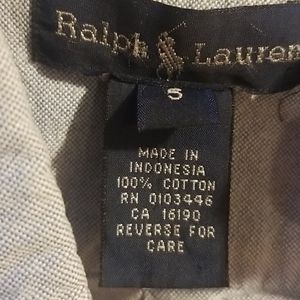 Ralph Lauren
5
MADE IN
INDONESIA
100% COTTON
RN 0103446
CA 16190
REVERSE FOR
CARE